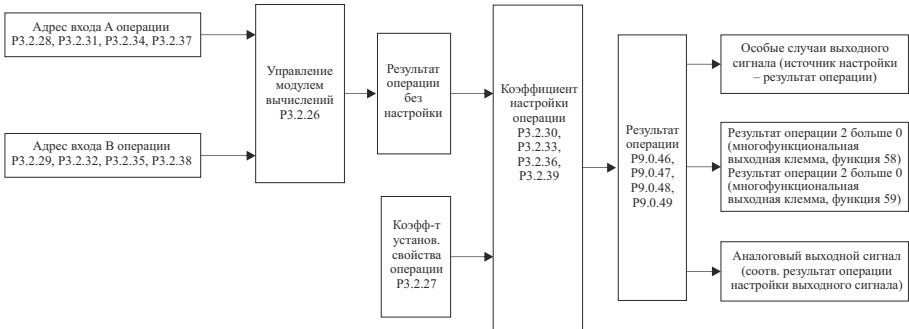 Адрес входа A операции
P3.2.28, P3.2.31, P3.2.34, P3.2.37
Адрес входа B операции
P3.2.29, P3.2.32, P3.2.35, P3.2.38
Управление
модулем
вычислений
P3.2.26
Результат
операции
без
настройки
Коэфф-т
установ.
свойства
операции
P3.2.27
Коэффициент
настройки
операции
P3.2.30,
P3.2.33,
P3.2.36,
P3.2.39
Результат
операции
P9.0.46,
P9.0.47,
P9.0.48,
P9.0.49
Особые случаи выходного
сигнала (источник настройки
– результат операции)
Результат операции 2 больше 0
(многофункциональная
выходная клемма, функция 58)
Результат операции 2 больше 0
(многофункциональная
выходная клемма, функция 59)
Аналоговый выходной сигнал
(соотв. результат операции
настройки выходного сигнала)